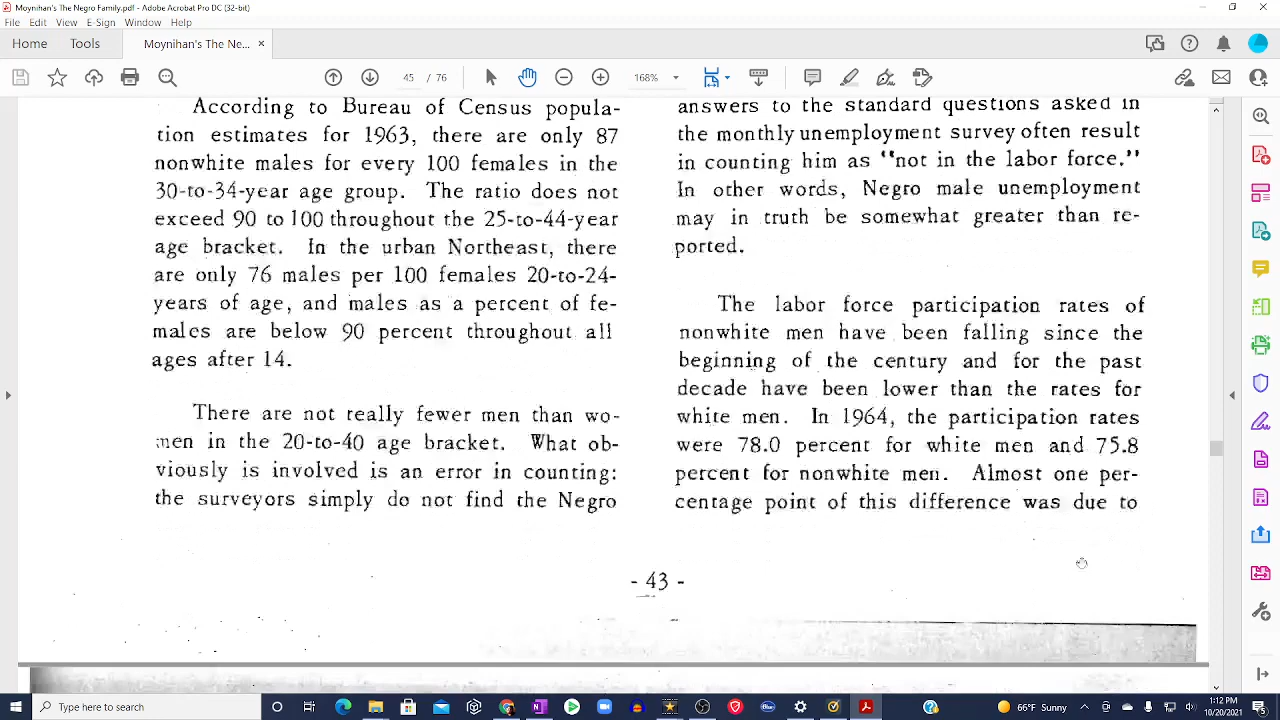 Moynihan's The Negro Family.pdf - Adobe Acrobat Pro DC (32-bit)
File Edit View E-Sign Window Help
Home Tools Moynihan's The Ne... ×
45 / 76 168%
According to Bureau of Census popula-
tion estimates for 1963, there are only 87
nonwhite males for every 100 females in the
30-to-34-year age group. The ratio does not
exceed 90 to 100 throughout the 25-to-44-year
age bracket. In the urban Northeast, there
are only 76 males per 100 females 20-to-24-
years of age, and males as a percent of fe-
males are below 90 percent throughout all
ages after 14.
There are not really fewer men than wo-
men in the 20-to-40 age bracket. What ob-
viously is involved is an error in counting:
the surveyors simply do not find the Negro
answers to the standard questions asked in
the monthly unemployment survey often result
in counting him as "not in the labor force."
In other words, Negro male unemployment
may in truth be somewhat greater than re-
ported.
The labor force participation rates of
nonwhite men have been falling since the
beginning of the century and for the past
decade have been lower than the rates for
white men. In 1964, the participation rates
were 78.0 percent for white men and 75.8
percent for nonwhite men. Almost one per-
centage point of this difference was due to
- 43 -
Type here to search
66°F Sunny
1:12 PM
10/20/2021